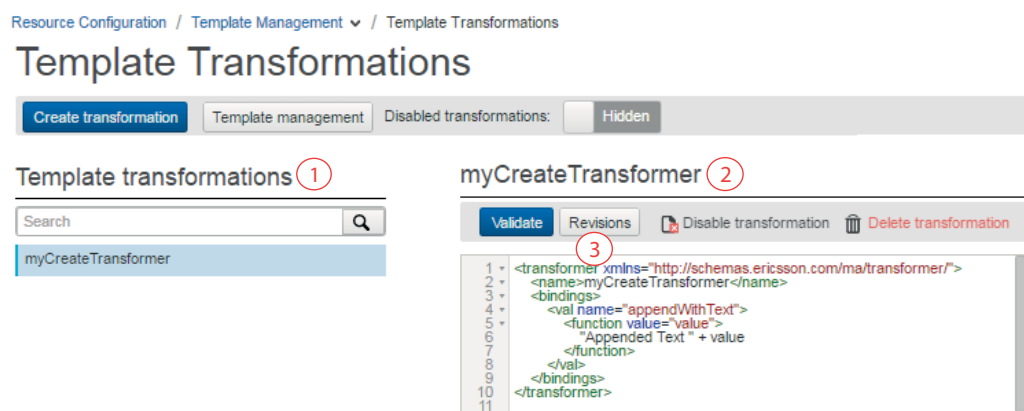 Resource Configuration / Template Management / Template Transformations
Template Transformations
Create transformation Template management Disabled transformations: Hidden
Template transformations 1
Search
myCreateTransformer
myCreateTransformer 2
Validate Revisions Disable transformation Delete transformation
3
1 <transformer xmlns="http://schemas.ericsson.com/ma/transformer/">
2 <name>myCreateTransformer</name>
3 <bindings>
4 <val name="appendWithText">
5 <function value="value">
6 "Appended Text " + value
7 </function>
8 </val>
9 </bindings>
10 </transformer>
11